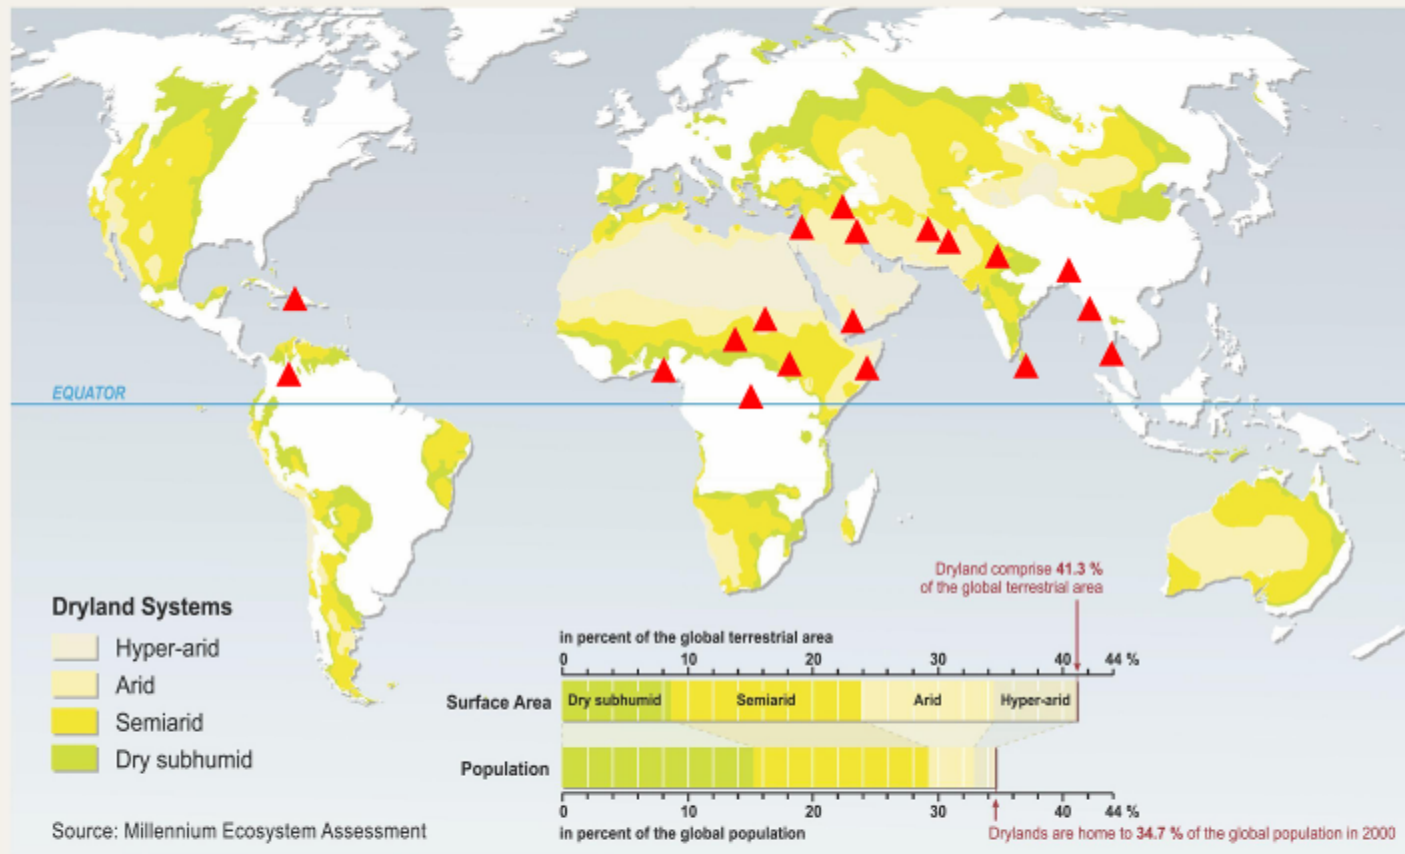 EQUATOR
Dryland comprise 41.3 %
of the global terrestrial area
Dryland Systems
Hyper-arid
Arid
Semiarid
Dry subhumid
in percent of the global terrestrial area
0 10 20 30 40 44 %
Surface Area Dry subhumid Semiarid Arid Hyper-arid
Population
0 10 20 30 40 44 %
in percent of the global population
Drylands are home to 34.7 % of the global population in 2000
Source: Millennium Ecosystem Assessment